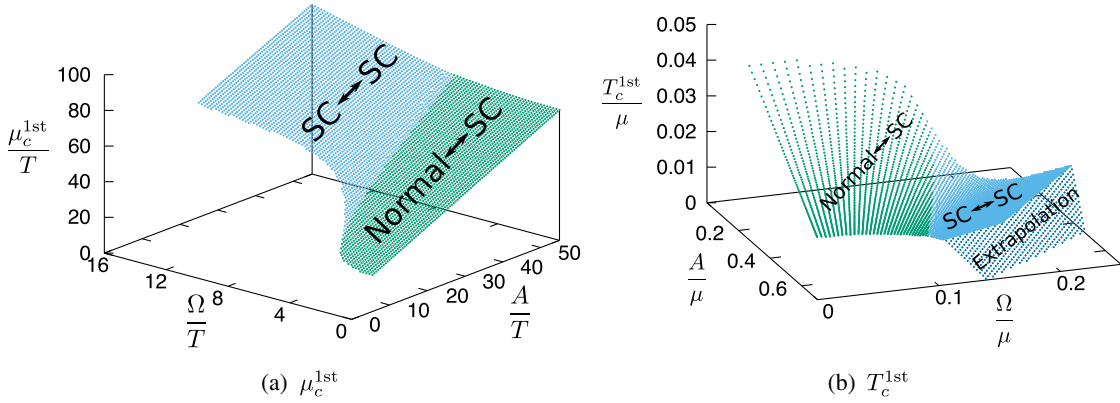 100
80
60
40
20
0
μ_c^{1st}
T
SC ↔ SC
Normal ↔ SC
16
12
8
4
0
Ω
T
0
10
20
30
40
50
A
T
(a) μ_c^{1st}
0.05
0.04
0.03
0.02
0.01
0
T_c^{1st}
μ
Normal ↔ SC
SC ↔ SC
Extrapolation
0.2
0.4
0.6
A
μ
0
0.1
0.2
Ω
μ
(b) T_c^{1st}